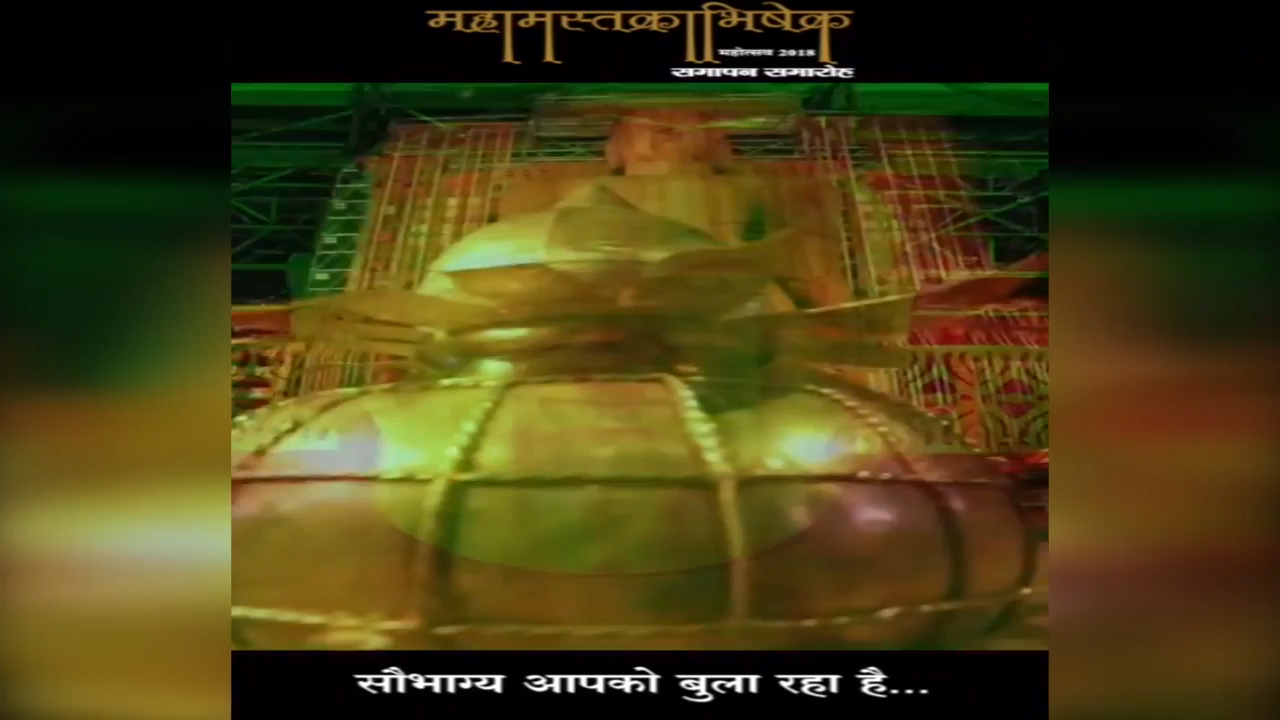 महामस्तकाभिषेक
महोत्सव 2018
समापन समारोह
सौभाग्य आपको बुला रहा है...